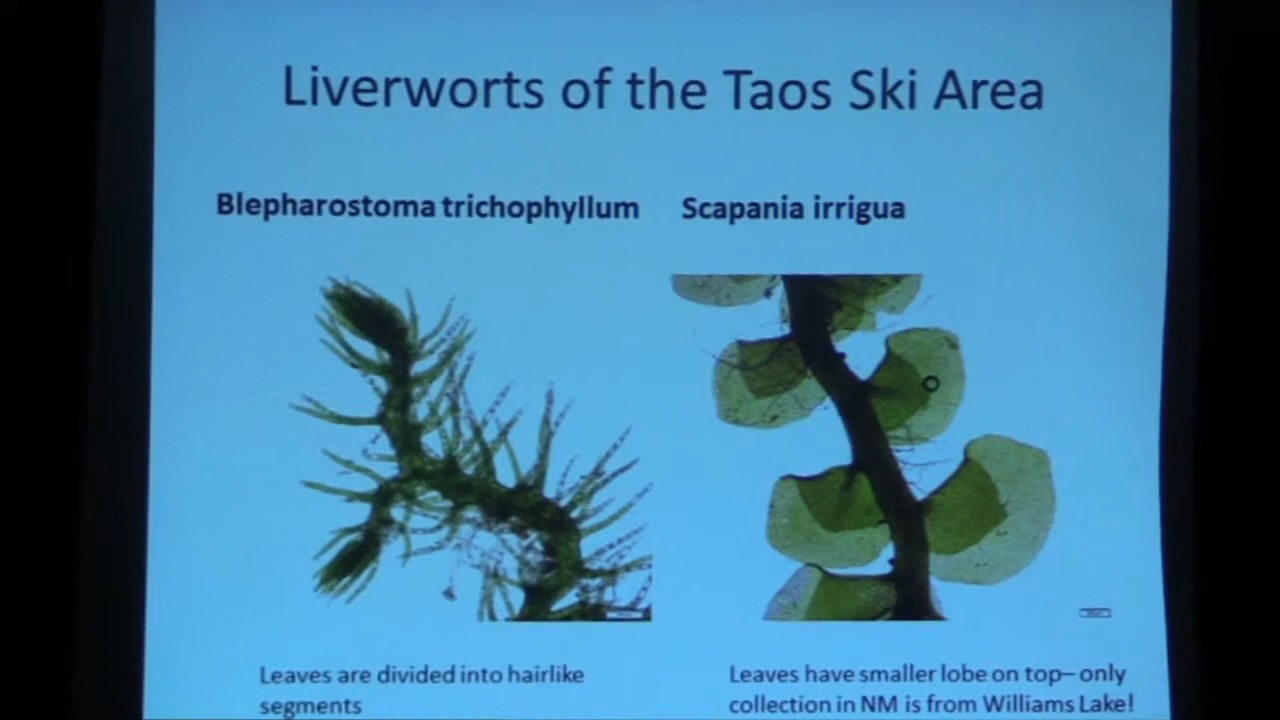 Liverworts of the Taos Ski Area
Blepharostoma trichophyllum
Scapania irrigua
Leaves are divided into hairlike
segments
Leaves have smaller lobe on top– only
collection in NM is from Williams Lake!